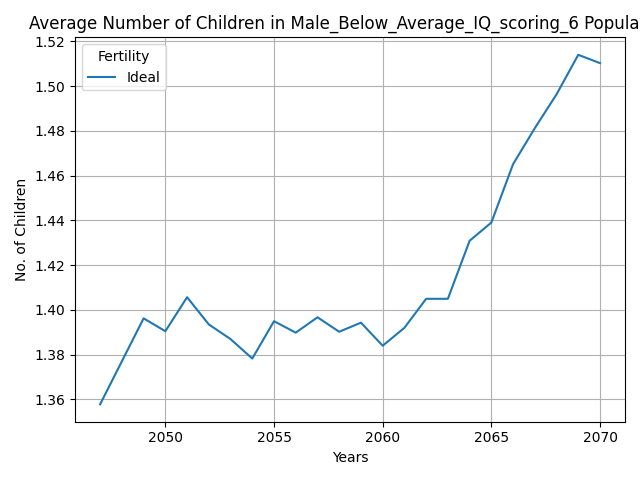 Average Number of Children in Male_Below_Average_IQ_scoring_6 Popula
Fertility
Ideal
1.52
1.50
1.48
1.46
1.44
1.42
1.40
1.38
1.36
No. of Children
2050 2055 2060 2065 2070
Years